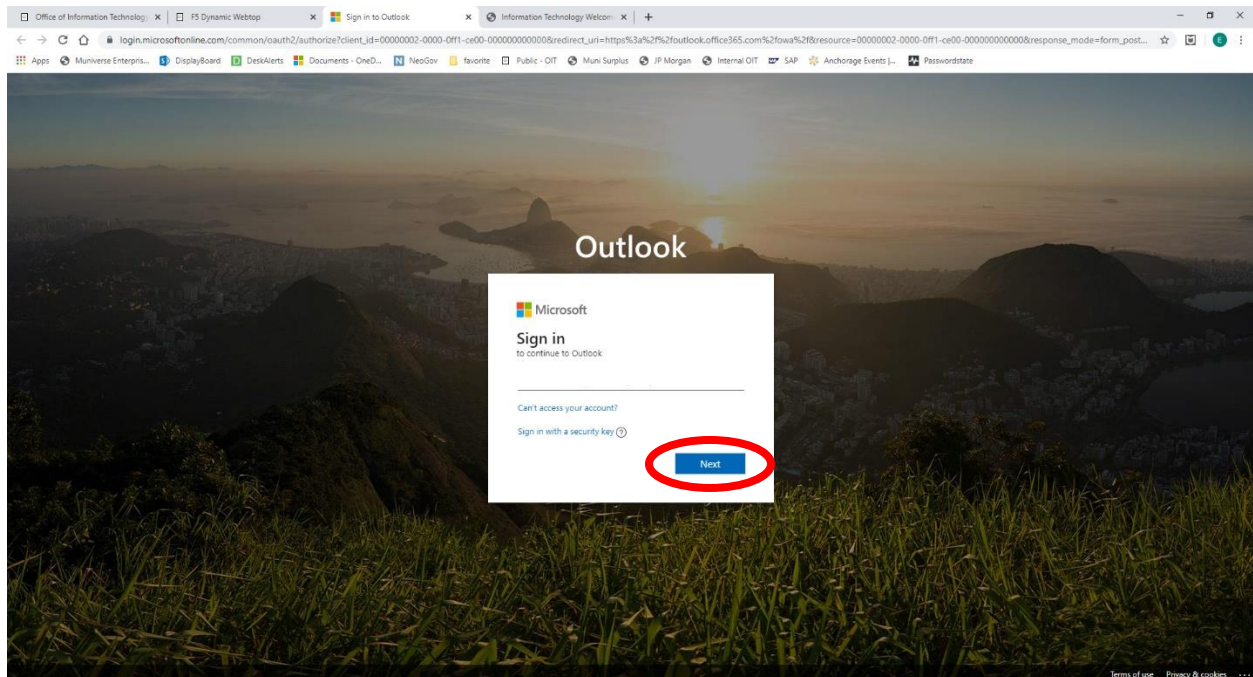 Office of Information Technology
F5 Dynamic Webtop
Sign in to Outlook
Information Technology Welcom
login.microsoftonline.com/common/oauth2/authorize?client_id=00000002-0000-0ff1-ce00-000000000000&redirect_uri=https%3a%2f%2foutlook.office365.com%2fowa%2f&resource=00000002-0000-0ff1-ce00-000000000000&response_mode=form_post...
E
Apps Muniverse Enterpris... DisplayBoard DeskAlerts Documents - OneD... NeoGov favorite Public - OIT Muni Surplus JP Morgan Internal OIT SAP Anchorage Events |... Passwordstate
Outlook
Microsoft
Sign in
to continue to Outlook
Can't access your account?
Sign in with a security key ?
Next
Terms of use Privacy & cookies ...